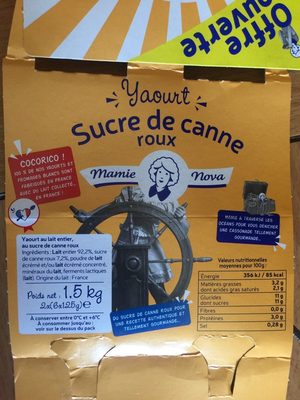 Offre
ouverte
Yaourt
Sucre de canne
roux
Mamie Nova
COCORICO !
100 % DE NOS YAOURTS ET
FROMAGES BLANCS SONT
FABRIQUÉS EN FRANCE
AVEC DU LAIT COLLECTÉ
EN FRANCE !
MAMIE A TRAVERSÉ LES
OCÉANS POUR VOUS DÉNICHER
UNE CASSONADE TELLEMENT
GOURMANDE...
Yaourt au lait entier,
au sucre de canne roux
Ingrédients : Lait entier 92,2%, sucre
de canne roux 7,2%, poudre de lait
écrémé et/ou lait écrémé concentré,
minéraux du lait, ferments lactiques
(lait). Origine du lait : France
Poids net : 1.5 kg
2x(6x125g) e
À conserver entre 0°C et +6°C
À consommer jusqu'au :
voir sur le dessus du pack
DU SUCRE DE CANNE ROUX POUR
UNE RECETTE AUTHENTIQUE ET
TELLEMENT GOURMANDE...
Valeurs nutritionnelles
moyennes pour 100g :
Énergie 356 kJ / 85 kcal
Matières grasses 3,2 g
dont acides gras saturés 2,1 g
Glucides 11 g
dont sucres 11 g
Fibres 0,0 g
Protéines 3,0 g
Sel 0,28 g